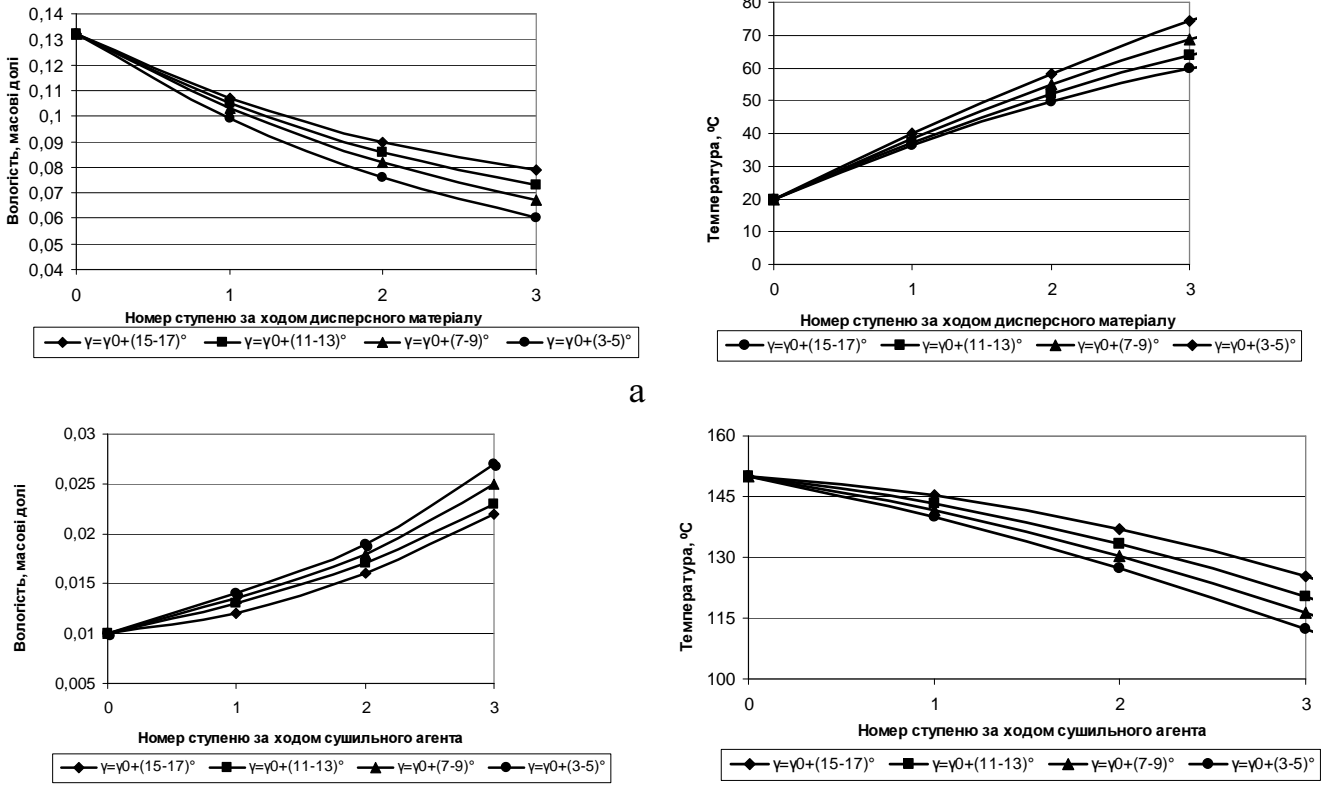 Вологість, масові долі
0,14
0,13
0,12
0,11
0,1
0,09
0,08
0,07
0,06
0,05
0,04
0 1 2 3
Номер ступеню за ходом дисперсного матеріалу
γ=γ0+(15-17)° γ=γ0+(11-13)° γ=γ0+(7-9)° γ=γ0+(3-5)°
Температура, ºС
80
70
60
50
40
30
20
10
0
0 1 2 3
Номер ступеню за ходом дисперсного матеріалу
γ=γ0+(15-17)° γ=γ0+(11-13)° γ=γ0+(7-9)° γ=γ0+(3-5)°
а
Вологість, масові долі
0,03
0,025
0,02
0,015
0,01
0,005
0 1 2 3
Номер ступеню за ходом сушильного агента
γ=γ0+(15-17)° γ=γ0+(11-13)° γ=γ0+(7-9)° γ=γ0+(3-5)°
Температура, ºС
160
145
130
115
100
0 1 2 3
Номер ступеню за ходом сушильного агента
γ=γ0+(15-17)° γ=γ0+(11-13)° γ=γ0+(7-9)° γ=γ0+(3-5)°